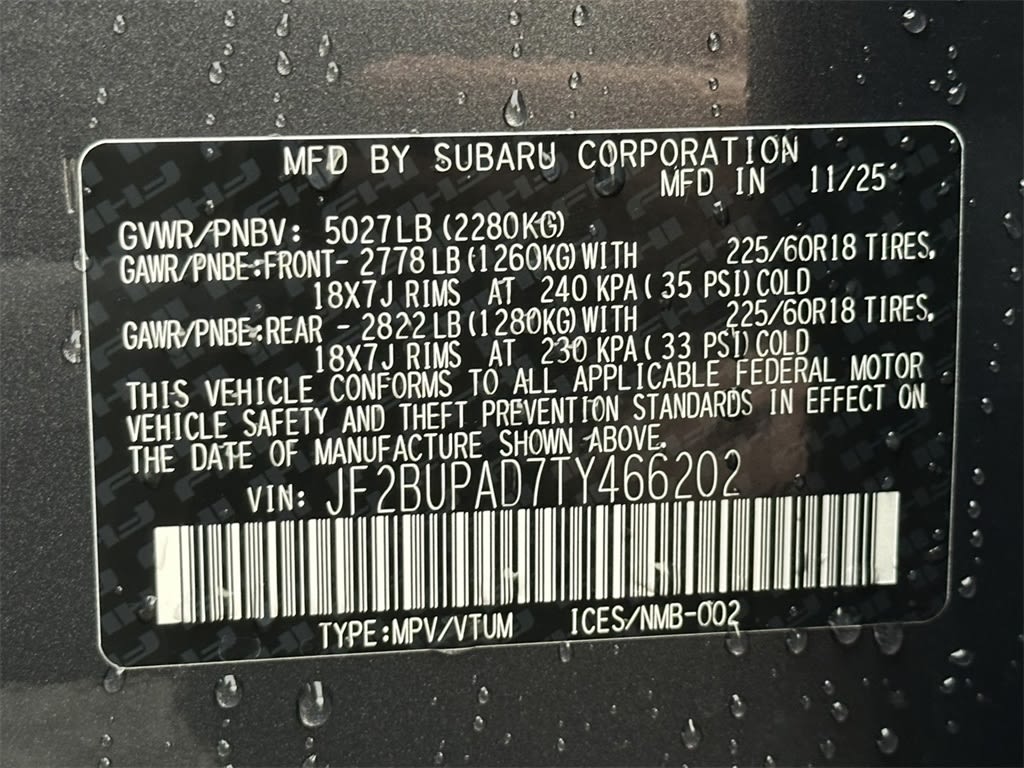 MFD BY SUBARU CORPORATION
MFD IN 11/25
GVWR/PNBV: 5027LB (2280KG)
GAWR/PNBE:FRONT- 2778 LB (1260KG) WITH 225/60R18 TIRES,
18X7J RIMS AT 240 KPA ( 35 PSI) COLD
GAWR/PNBE:REAR - 2822 LB (1280KG) WITH 225/60R18 TIRES,
18X7J RIMS AT 230 KPA ( 33 PSI) COLD
THIS VEHICLE CONFORMS TO ALL APPLICABLE FEDERAL MOTOR
VEHICLE SAFETY AND THEFT PREVENTION STANDARDS IN EFFECT ON
THE DATE OF MANUFACTURE SHOWN ABOVE.
VIN: JF2BUPAD7TY466202
TYPE:MPV/VTUM ICES/NMB-002